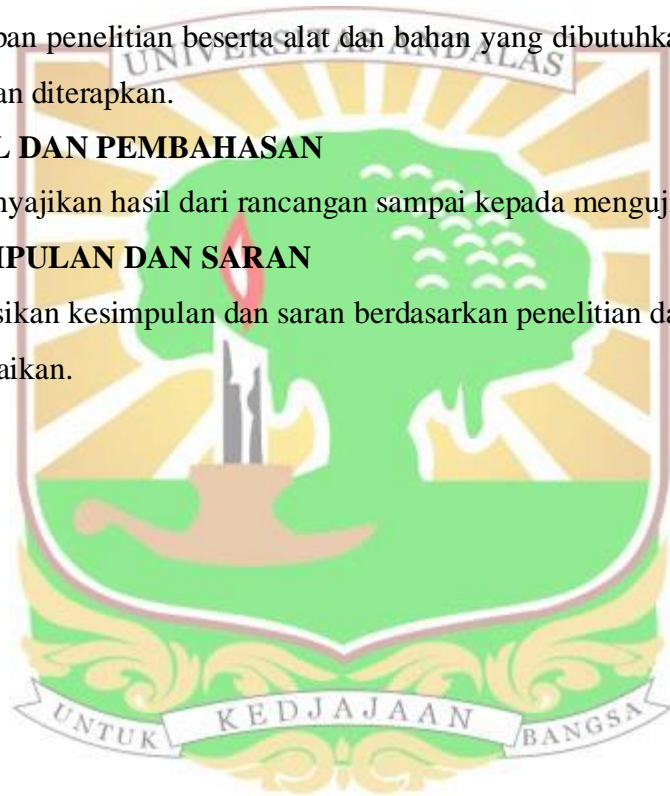 pan penelitian beserta alat dan bahan yang dibutuhka
UNIVERSITAS ANDALAS
an diterapkan.
L DAN PEMBAHASAN
nyajikan hasil dari rancangan sampai kepada menguj
IPULAN DAN SARAN
sikan kesimpulan dan saran berdasarkan penelitian da
aikan.
UNTUK KEDJAJAAN BANGSA